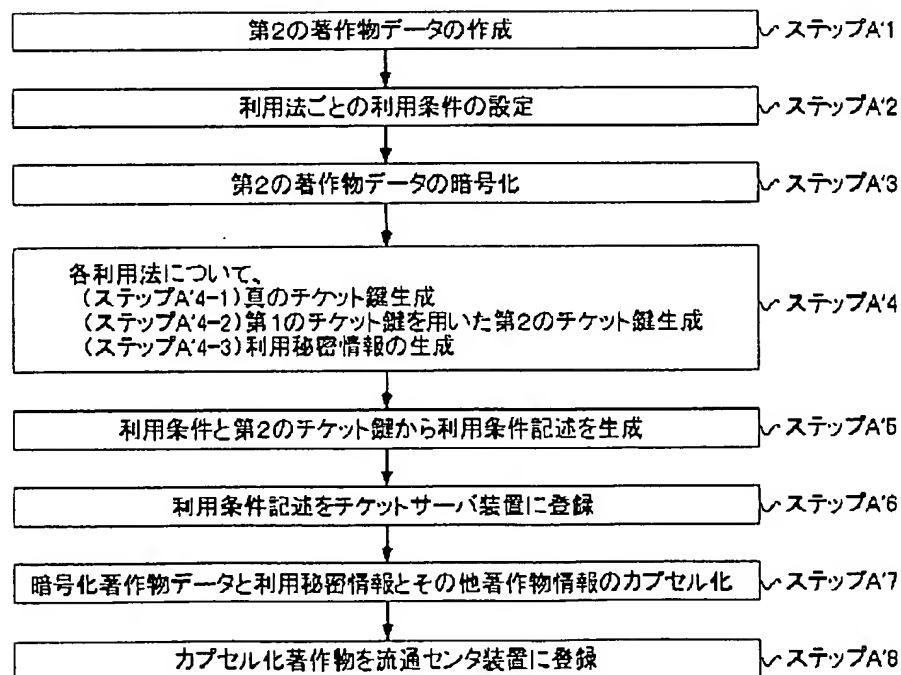 第2の著作物データの作成 ステップA'1
利用法ごとの利用条件の設定 ステップA'2
第2の著作物データの暗号化 ステップA'3
各利用法について、
(ステップA'4-1)真のチケット鍵生成
(ステップA'4-2)第1のチケット鍵を用いた第2のチケット鍵生成
(ステップA'4-3)利用秘密情報の生成
ステップA'4
利用条件と第2のチケット鍵から利用条件記述を生成 ステップA'5
利用条件記述をチケットサーバ装置に登録 ステップA'6
暗号化著作物データと利用秘密情報とその他著作物情報のカプセル化 ステップA'7
カプセル化著作物を流通センタ装置に登録 ステップA'8